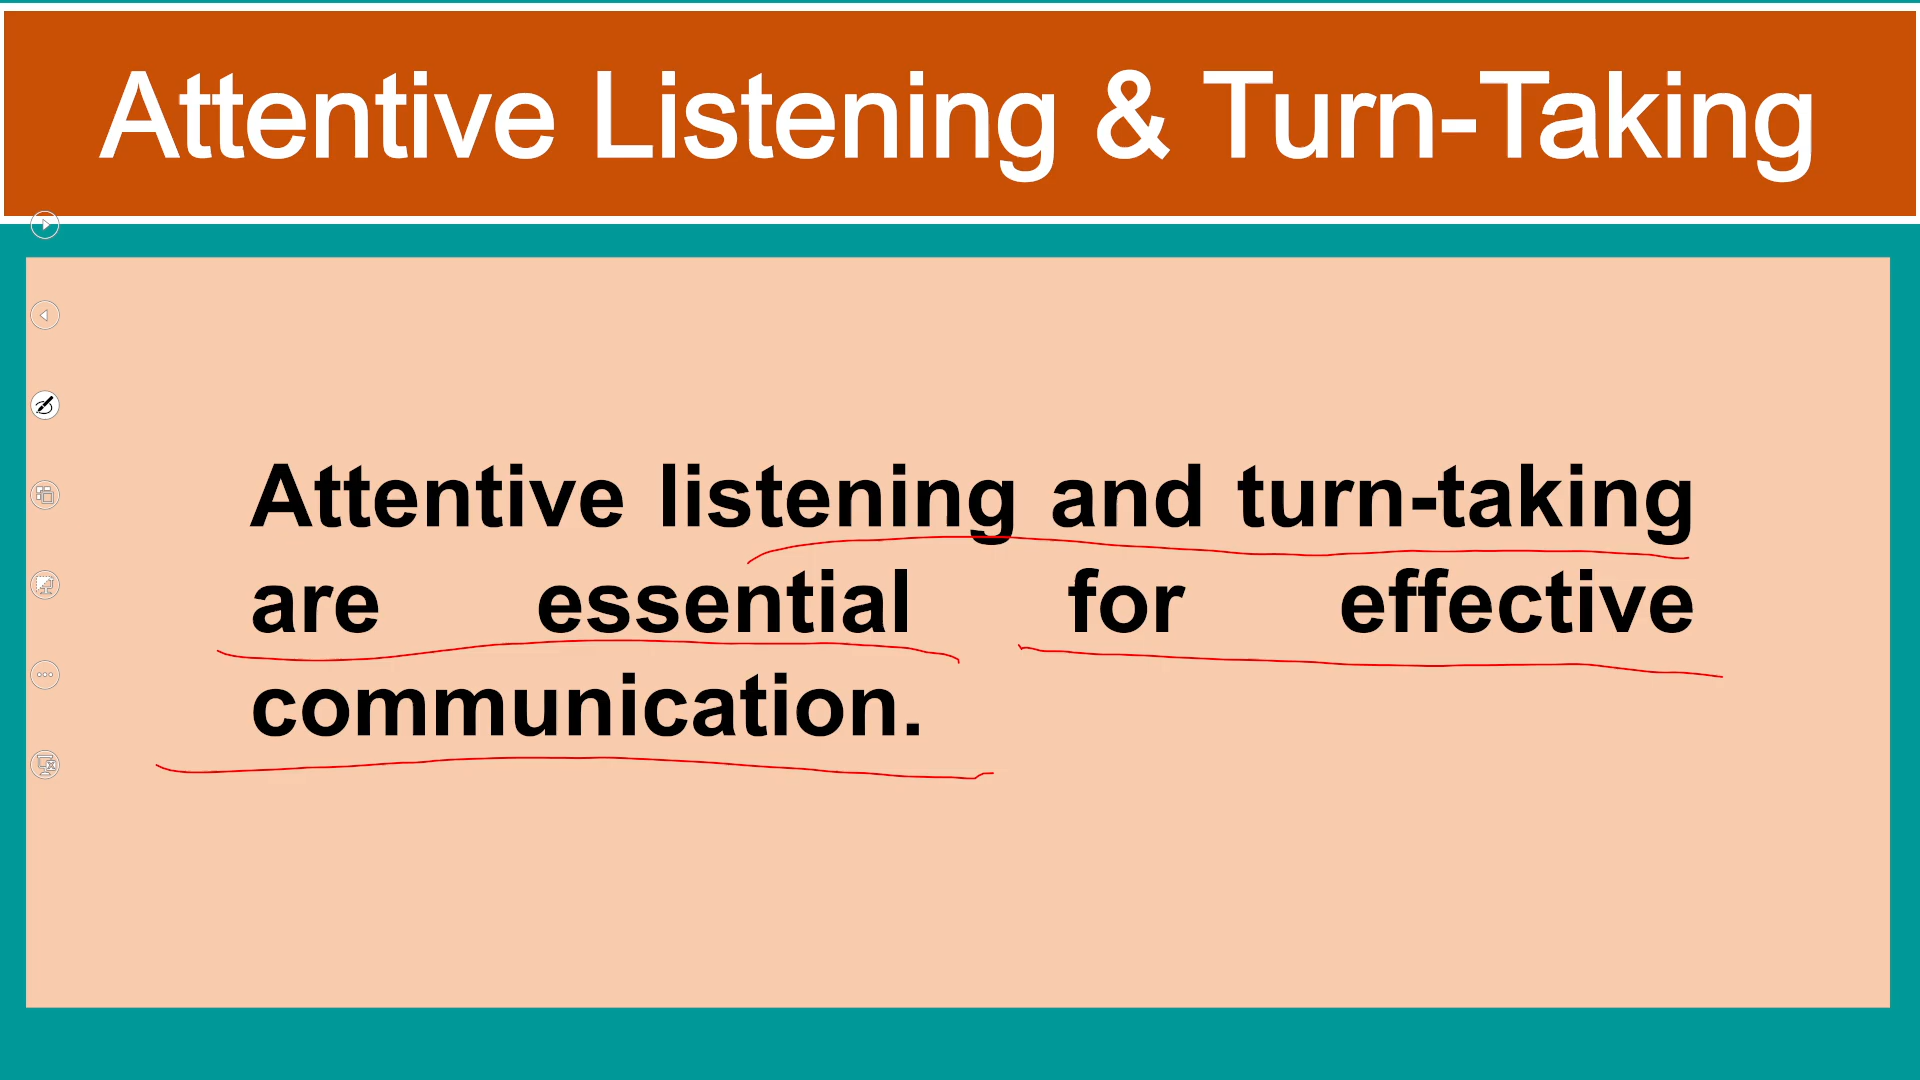 Attentive Listening & Turn-Taking
Attentive listening and turn-taking
are essential for effective
communication.